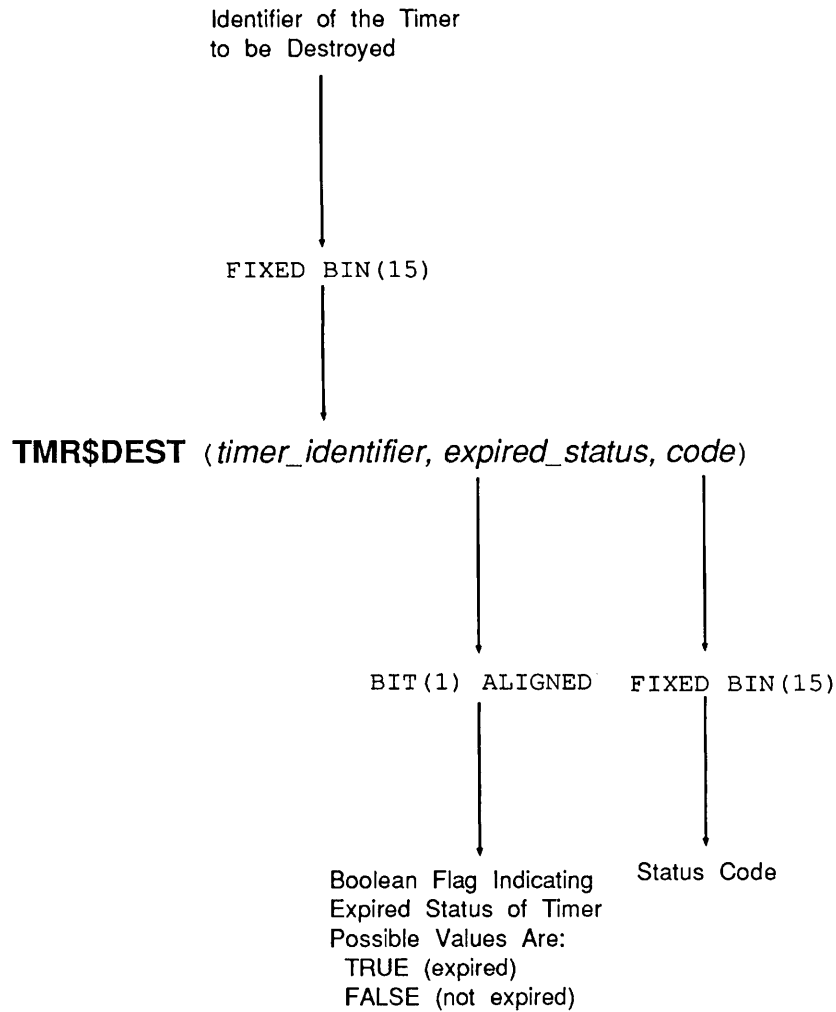 Identifier of the Timer
to be Destroyed
FIXED BIN(15)
TMR$DEST (timer_identifier, expired_status, code)
BIT(1) ALIGNED FIXED BIN(15)
Boolean Flag Indicating
Expired Status of Timer
Possible Values Are:
TRUE (expired)
FALSE (not expired)
Status Code